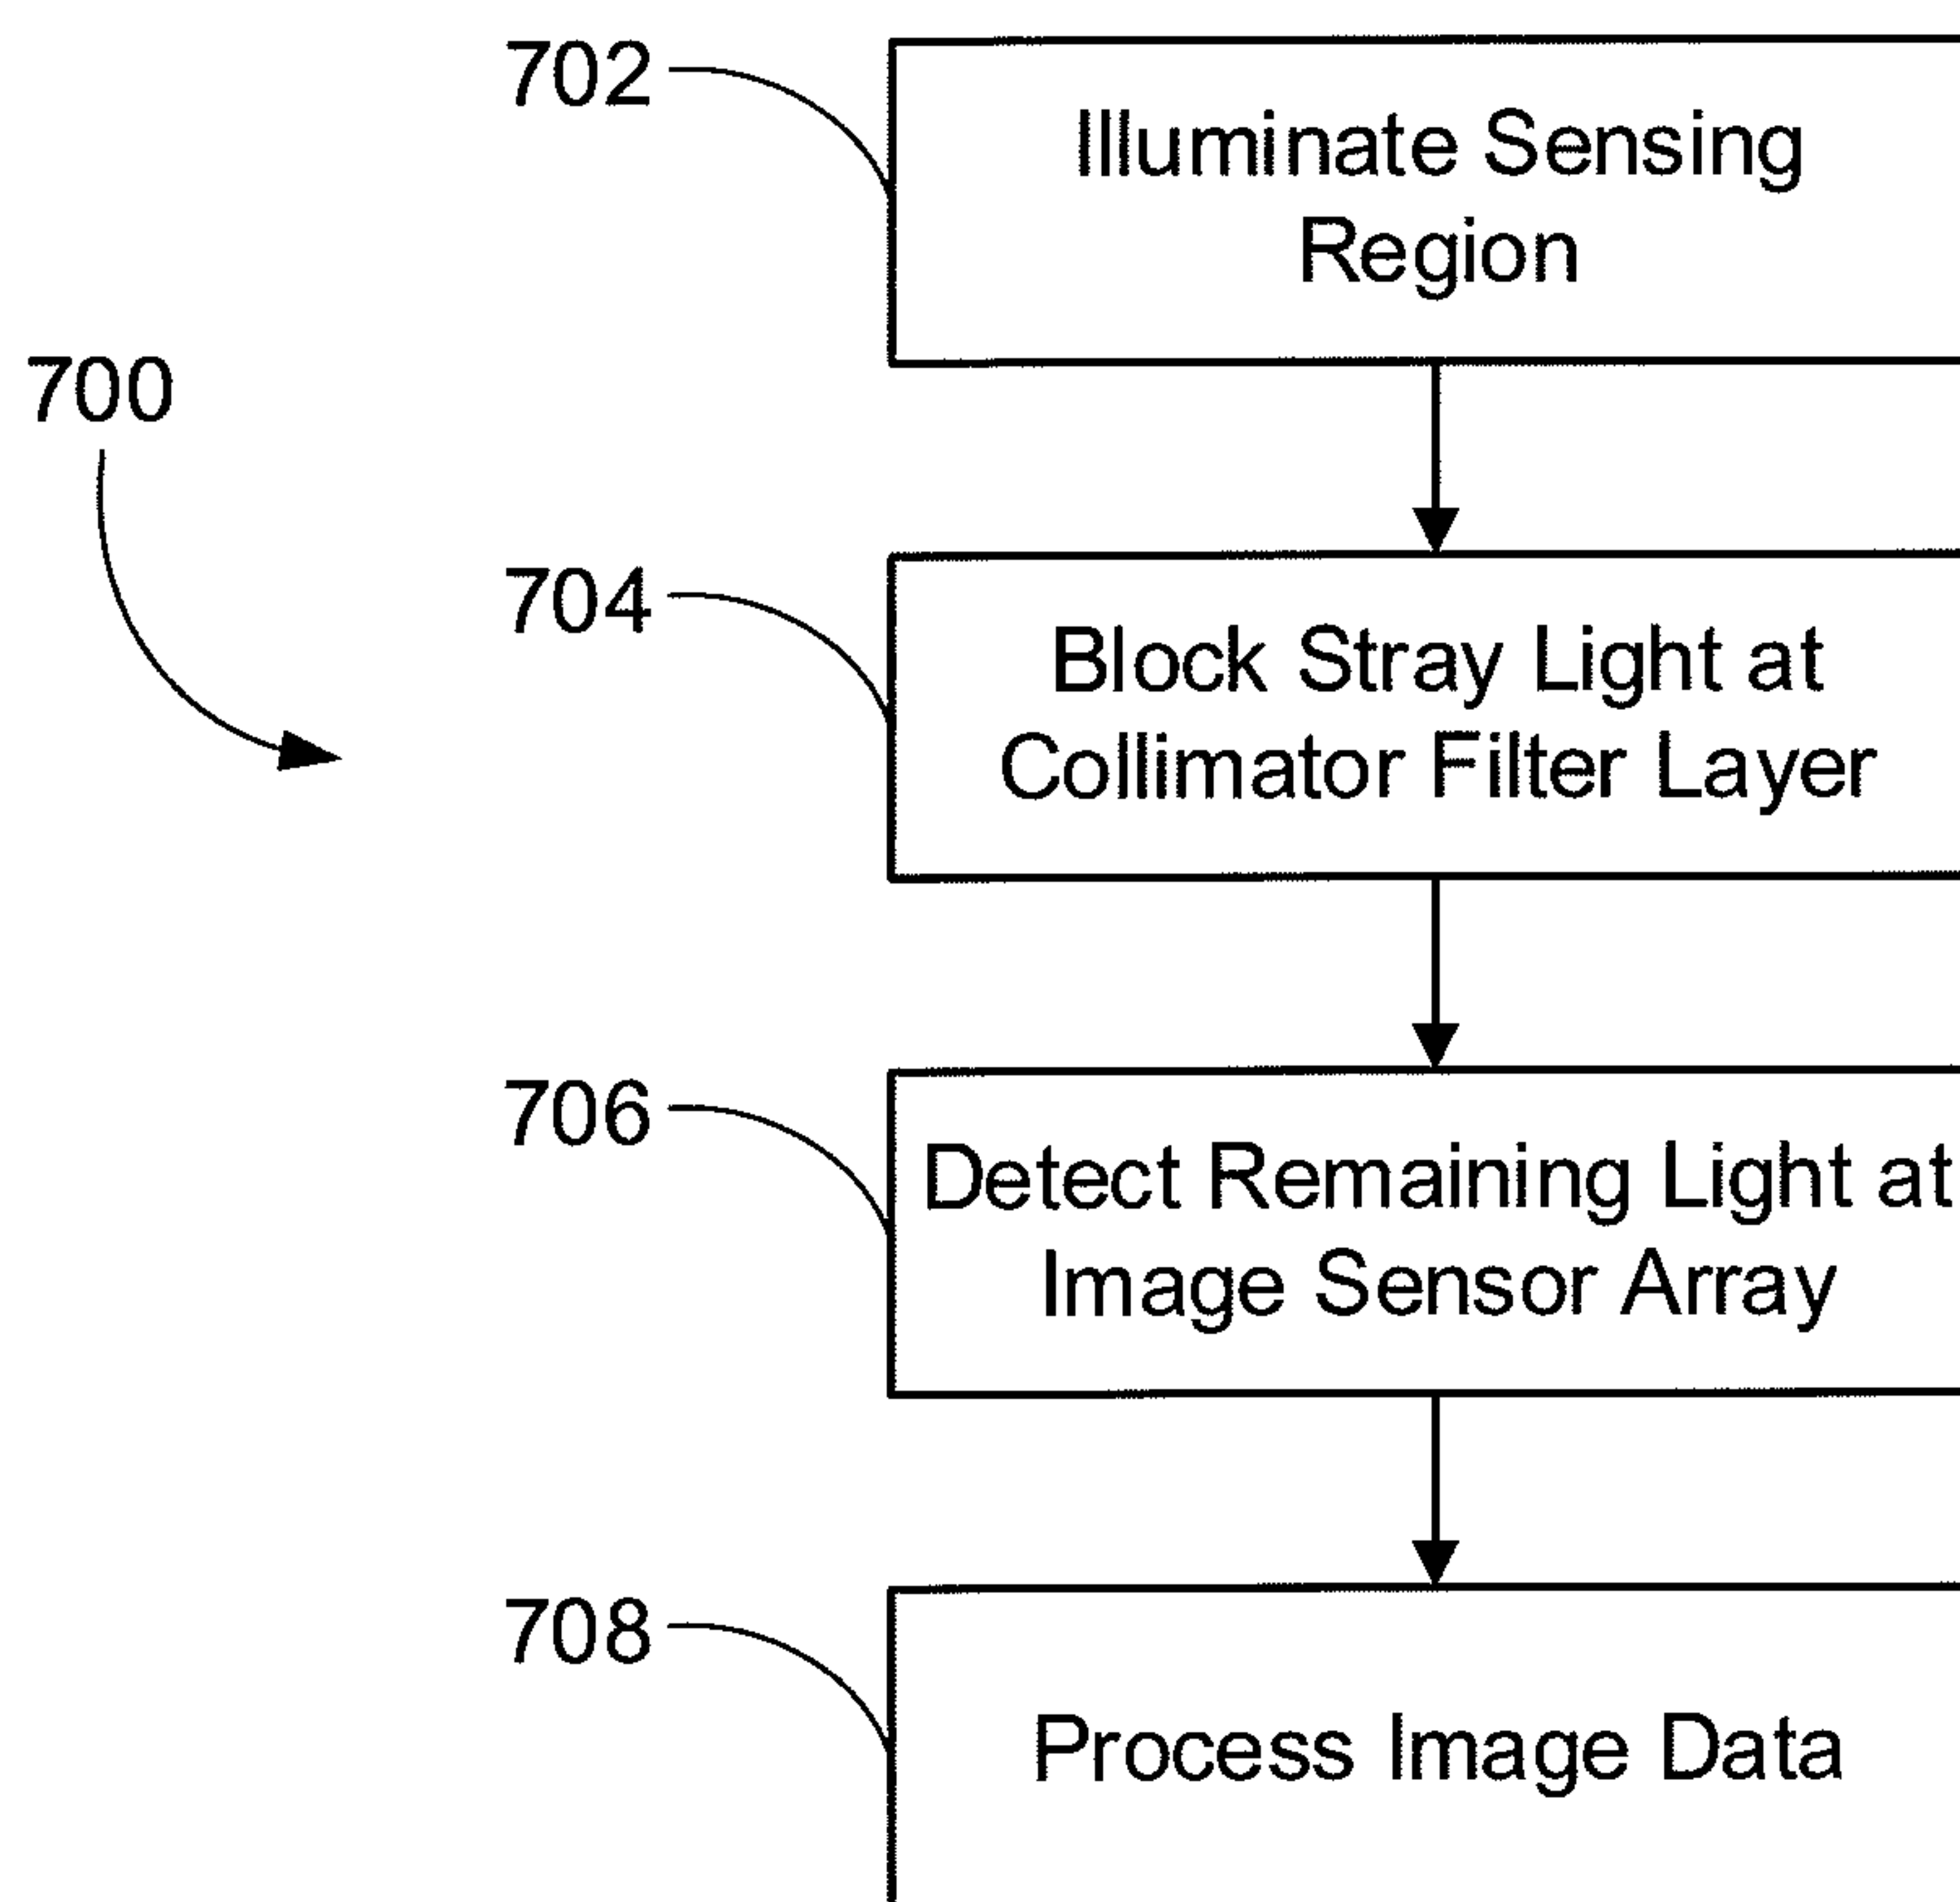 702
Illuminate Sensing
Region
700
704
Block Stray Light at
Collimator Filter Layer
706
Detect Remaining Light at
Image Sensor Array
708
Process Image Data